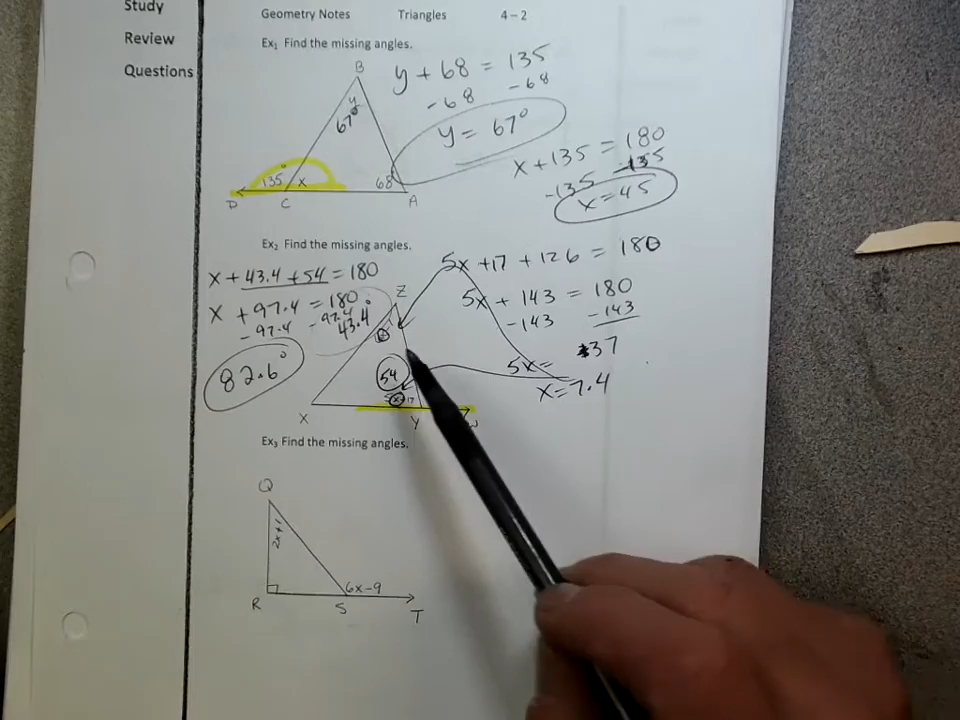 Study
Review
Questions
Geometry Notes Triangles 4-2
Ex1 Find the missing angles.
B
y
67°
135° x 68
D C A
y + 68 = 135
-68 -68
y = 67°
x + 135 = 180
-135 -135
x = 45
Ex2 Find the missing angles.
x + 43.4 + 54 = 180
x + 97.4 = 180
-97.4 -97.4
82.6°
Z
43.4
54
X Y W
5x + 17 + 126 = 180
5x + 143 = 180
-143 -143
5x = 37
x = 7.4
Ex3 Find the missing angles.
Q
2x+1
6x-9
R S T